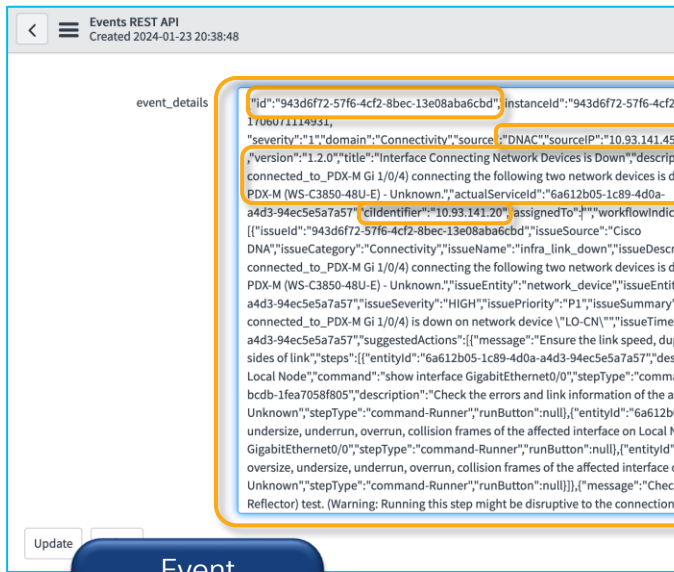 Events REST API
Created 2024-01-23 20:38:48
event_details
"id":"943d6f72-57f6-4cf2-8bec-13e08aba6cbd","instanceId":"943d6f72-57f6-4cf2
1706071114931,
"severity":"1","domain":"Connectivity","source":"DNAC","sourceIP":"10.93.141.45
,"version":"1.2.0","title":"Interface Connecting Network Devices is Down","descrip
connected_to_PDX-M Gi 1/0/4) connecting the following two network devices is d
PDX-M (WS-C3850-48U-E) - Unknown.","actualServiceId":"6a612b05-1c89-4d0a-
a4d3-94ec5e5a7a57","ciIdentifier":"10.93.141.20","assignedTo":"","workflowIndic
[{"issueId":"943d6f72-57f6-4cf2-8bec-13e08aba6cbd","issueSource":"Cisco
DNA","issueCategory":"Connectivity","issueName":"infra_link_down","issueDescr
connected_to_PDX-M Gi 1/0/4) connecting the following two network devices is d
PDX-M (WS-C3850-48U-E) - Unknown.","issueEntity":"network_device","issueEntit
a4d3-94ec5e5a7a57","issueSeverity":"HIGH","issuePriority":"P1","issueSummary"
connected_to_PDX-M Gi 1/0/4) is down on network device \"LO-CN\"","issueTime
a4d3-94ec5e5a7a57","suggestedActions":[{"message":"Ensure the link speed, dup
sides of link","steps":[{"entityId":"6a612b05-1c89-4d0a-a4d3-94ec5e5a7a57","des
Local Node","command":"show interface GigabitEthernet0/0","stepType":"comma
bcdb-1fea7058f805","description":"Check the errors and link information of the a
Unknown","stepType":"command-Runner","runButton":null},{"entityId":"6a612b
undersize, underrun, overrun, collision frames of the affected interface on Local N
GigabitEthernet0/0","stepType":"command-Runner","runButton":null},{"entityId":"
oversize, undersize, underrun, overrun, collision frames of the affected interface o
Unknown","stepType":"command-Runner","runButton":null}]},{"message":"Chec
Reflector) test. (Warning: Running this step might be disruptive to the connection
Update
Event